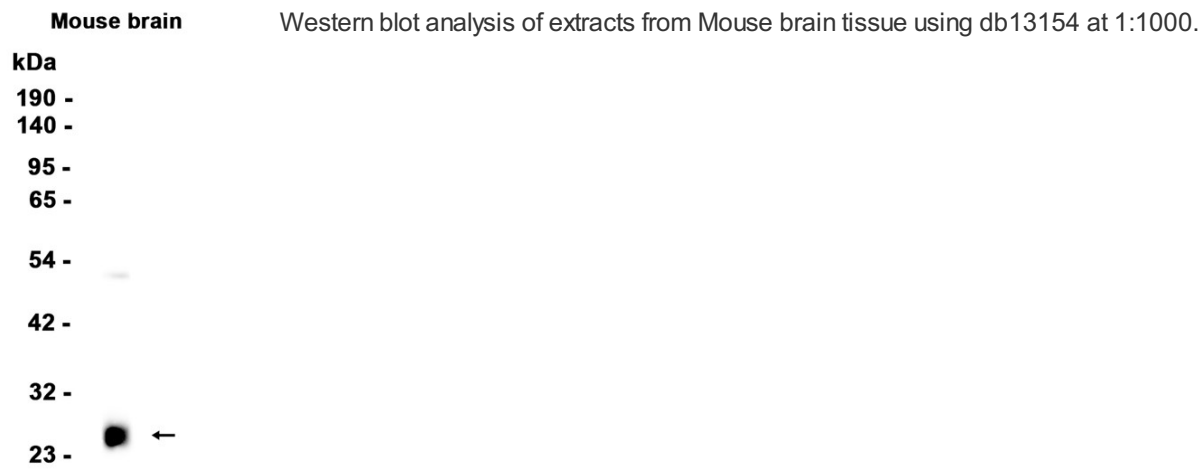 Mouse brain
Western blot analysis of extracts from Mouse brain tissue using db13154 at 1:1000.
kDa
190 -
140 -
95 -
65 -
54 -
42 -
32 -
23 -